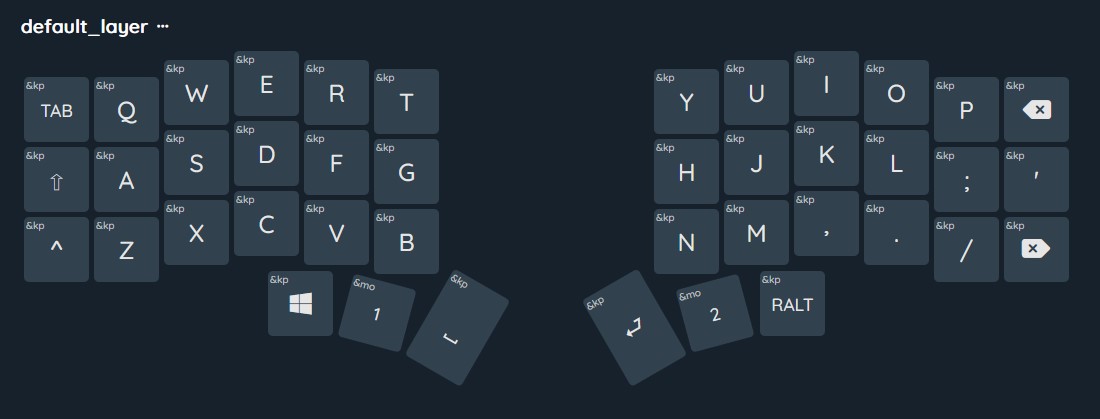 default_layer ···
&kp TAB &kp Q &kp W &kp E &kp R &kp T &kp Y &kp U &kp I &kp O &kp P &kp ⌫
&kp ⇧ &kp A &kp S &kp D &kp F &kp G &kp H &kp J &kp K &kp L &kp ; &kp '
&kp ^ &kp Z &kp X &kp C &kp V &kp B &kp N &kp M &kp , &kp . &kp / &kp ⌦
&kp &mo 1 &kp ⎵ &kp ⏎ &mo 2 &kp RALT